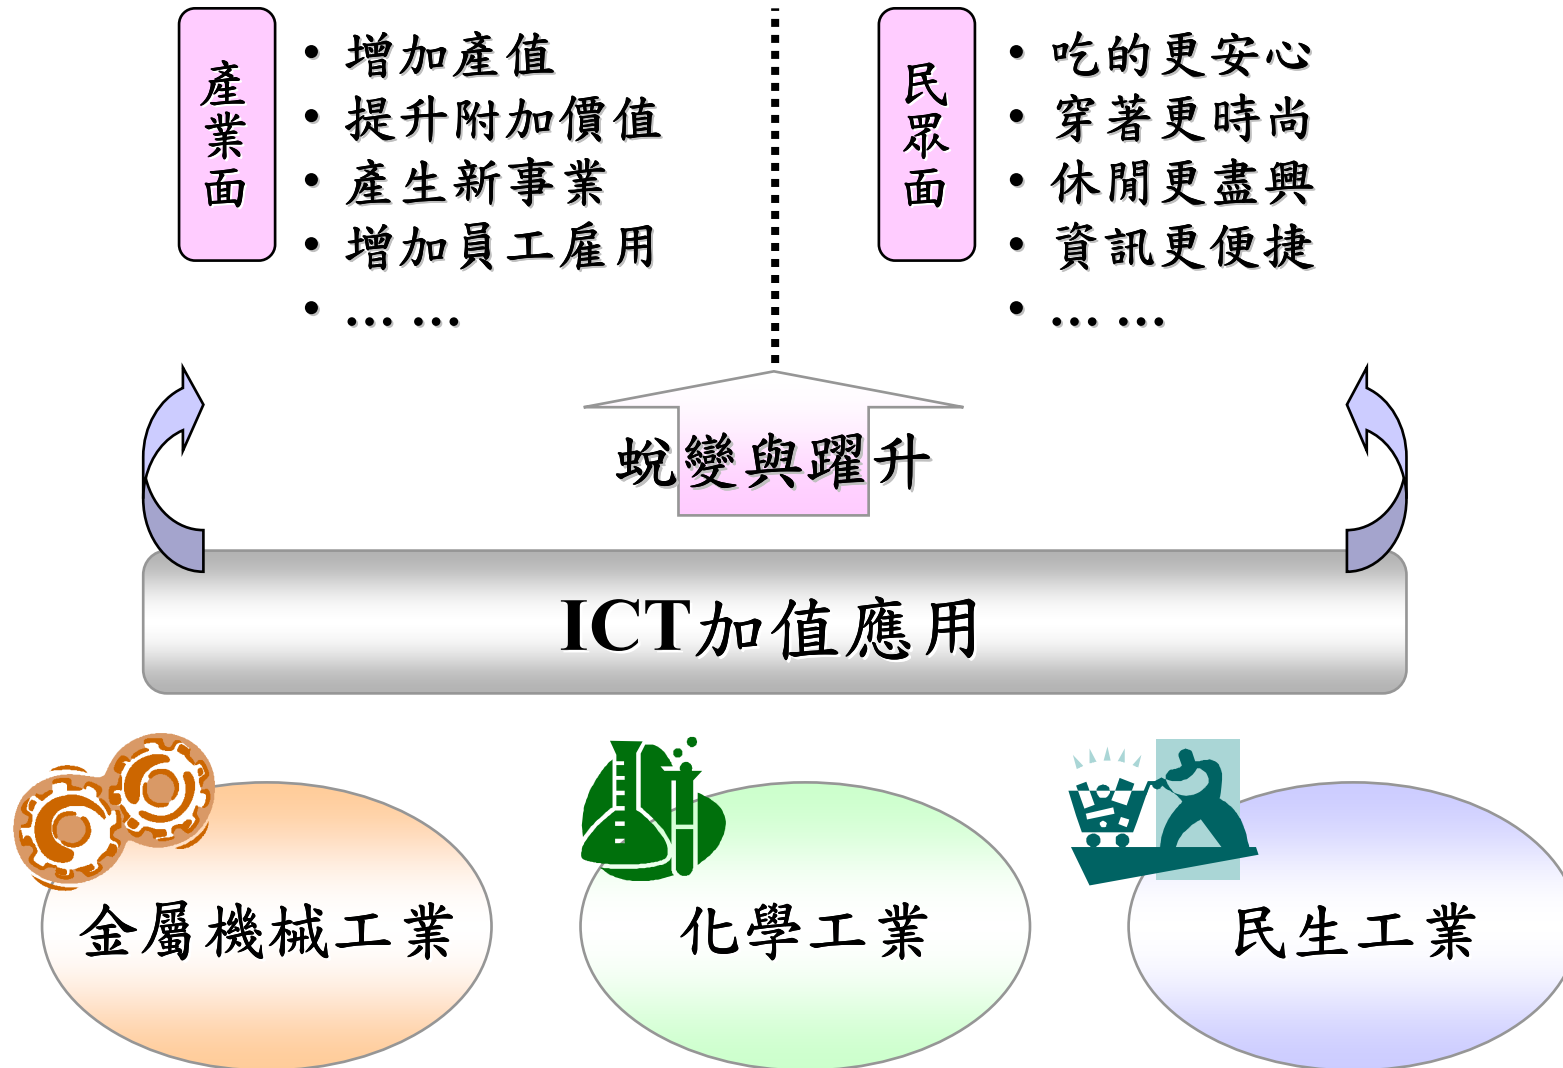 產業面
• 增加產值
• 提升附加價值
• 產生新事業
• 增加員工雇用
• ... ...
民眾面
• 吃的更安心
• 穿著更時尚
• 休閒更盡興
• 資訊更便捷
• ... ...
蛻變與躍升
ICT加值應用
金屬機械工業
化學工業
民生工業